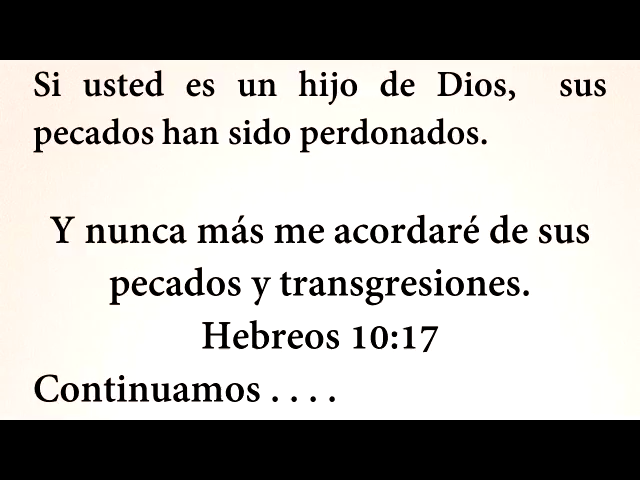 Si usted es un hijo de Dios, sus
pecados han sido perdonados.
Y nunca más me acordaré de sus
pecados y transgresiones.
Hebreos 10:17
Continuamos . . . .